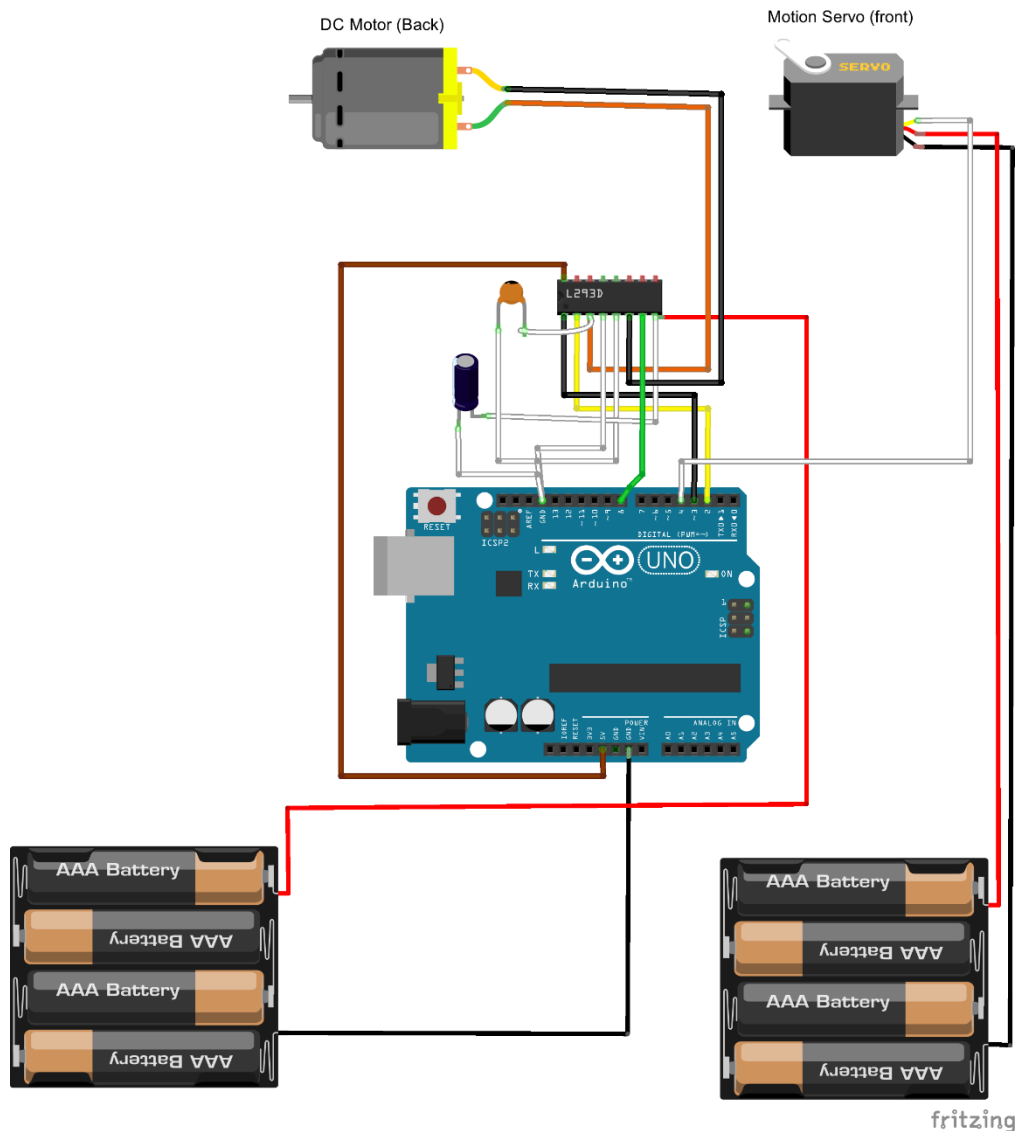 DC Motor (Back)
Motion Servo (front)
SERVO
L293D
RESET
AREF
GND
13
12
~11
~10
~9
8
7
~6
~5
4
~3
2
TX0▶1
RX0◀0
ICSP2
DIGITAL (PWM=~)
L
TX
RX
Arduino™
UNO
ON
1
ICSP
IOREF
RESET
3V3
5V
GND
GND
VIN
POWER
ANALOG IN
A0
A1
A2
A3
A4
A5
AAA Battery
AAA Battery
AAA Battery
AAA Battery
AAA Battery
AAA Battery
AAA Battery
AAA Battery
fritzing